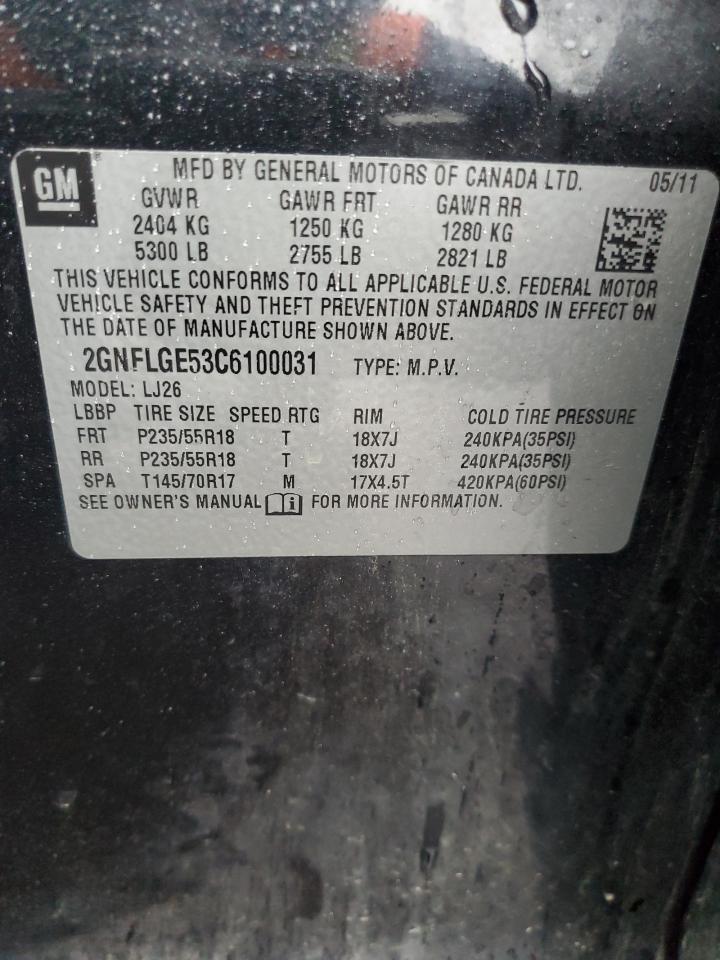 GM
MFD BY GENERAL MOTORS OF CANADA LTD. 05/11
GVWR GAWR FRT GAWR RR
2404 KG 1250 KG 1280 KG
5300 LB 2755 LB 2821 LB
THIS VEHICLE CONFORMS TO ALL APPLICABLE U.S. FEDERAL MOTOR
VEHICLE SAFETY AND THEFT PREVENTION STANDARDS IN EFFECT ON
THE DATE OF MANUFACTURE SHOWN ABOVE.
2GNFLGE53C6100031 TYPE: M.P.V.
MODEL: LJ26
LBBP TIRE SIZE SPEED RTG RIM COLD TIRE PRESSURE
FRT P235/55R18 T 18X7J 240KPA(35PSI)
RR P235/55R18 T 18X7J 240KPA(35PSI)
SPA T145/70R17 M 17X4.5T 420KPA(60PSI)
SEE OWNER'S MANUAL i FOR MORE INFORMATION.